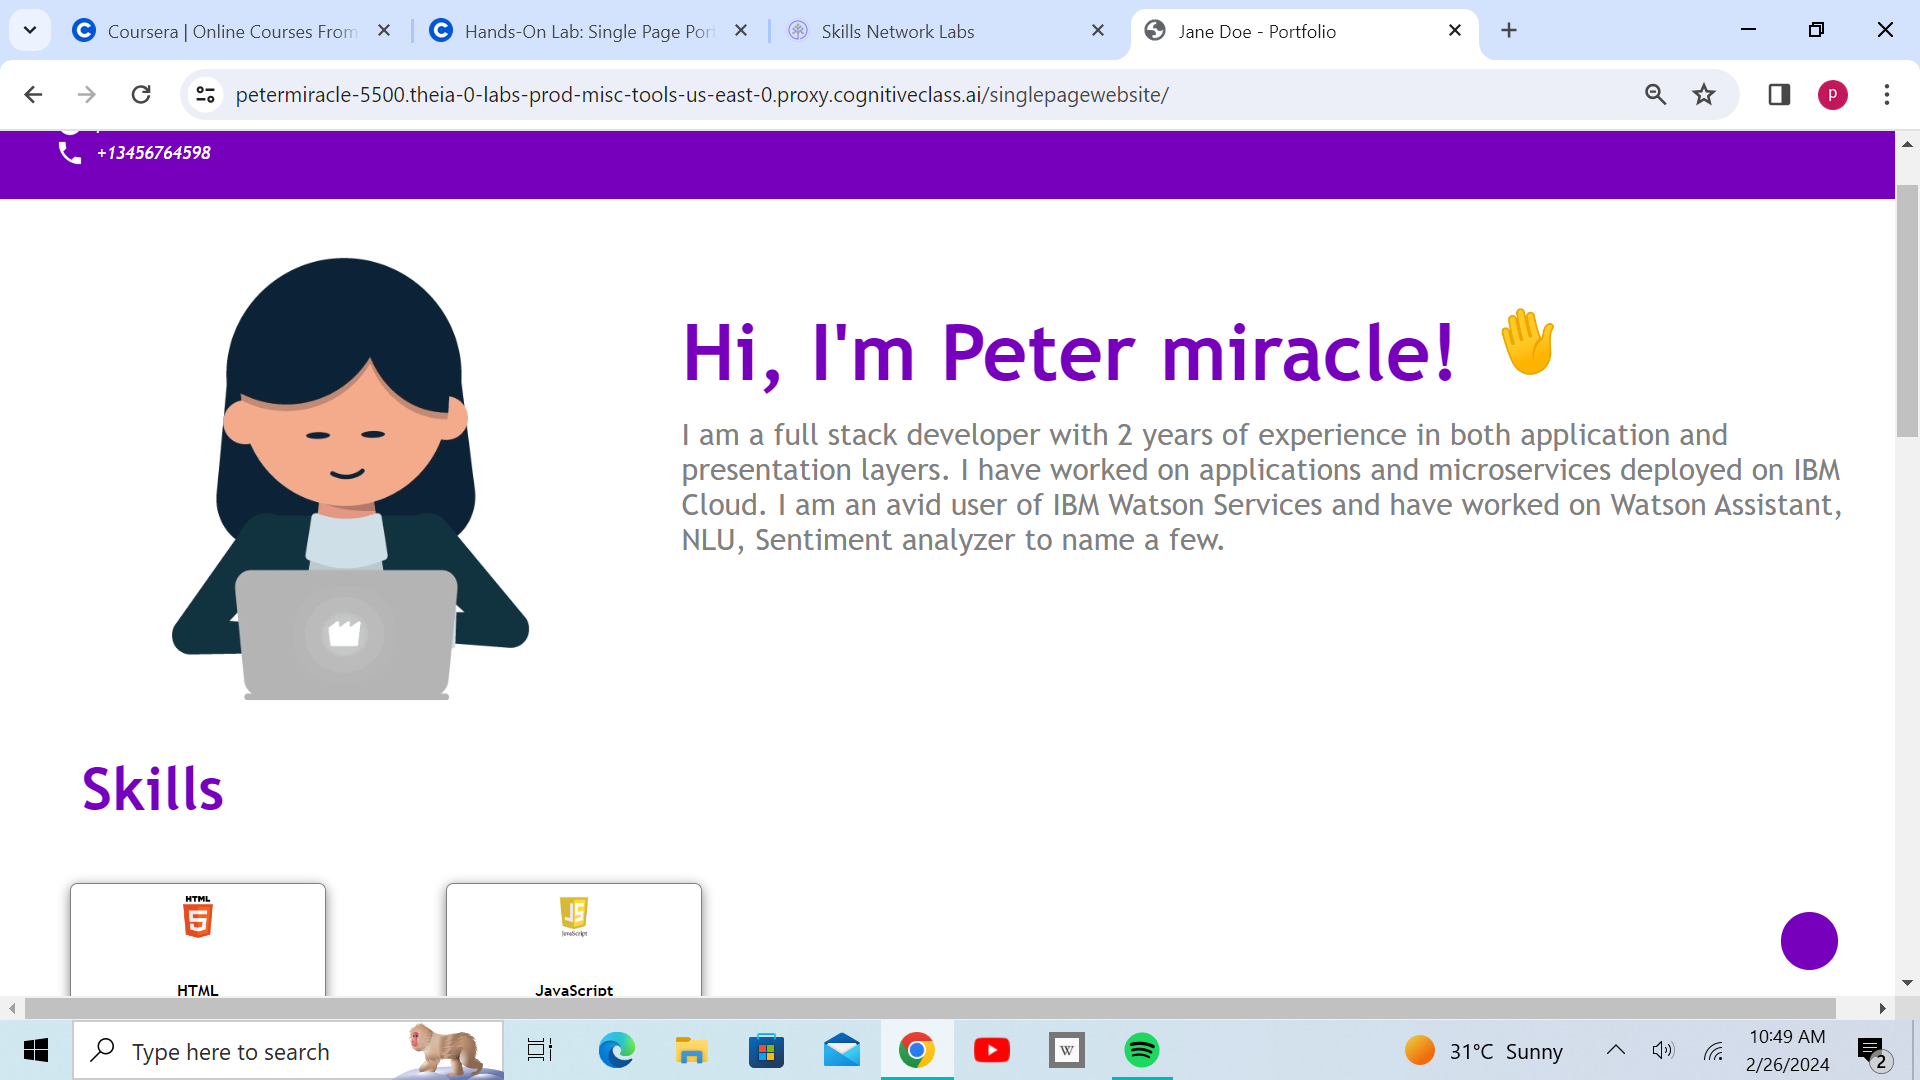 Coursera | Online Courses From
Hands-On Lab: Single Page Port
Skills Network Labs
Jane Doe - Portfolio
petermiracle-5500.theia-0-labs-prod-misc-tools-us-east-0.proxy.cognitiveclass.ai/singlepagewebsite/
p
+13456764598
Hi, I'm Peter miracle!
I am a full stack developer with 2 years of experience in both application and
presentation layers. I have worked on applications and microservices deployed on IBM
Cloud. I am an avid user of IBM Watson Services and have worked on Watson Assistant,
NLU, Sentiment analyzer to name a few.
Skills
HTML
5
JS
JavaScript
HTML
JavaScript
Type here to search
W
31°C Sunny
10:49 AM
2/26/2024
2